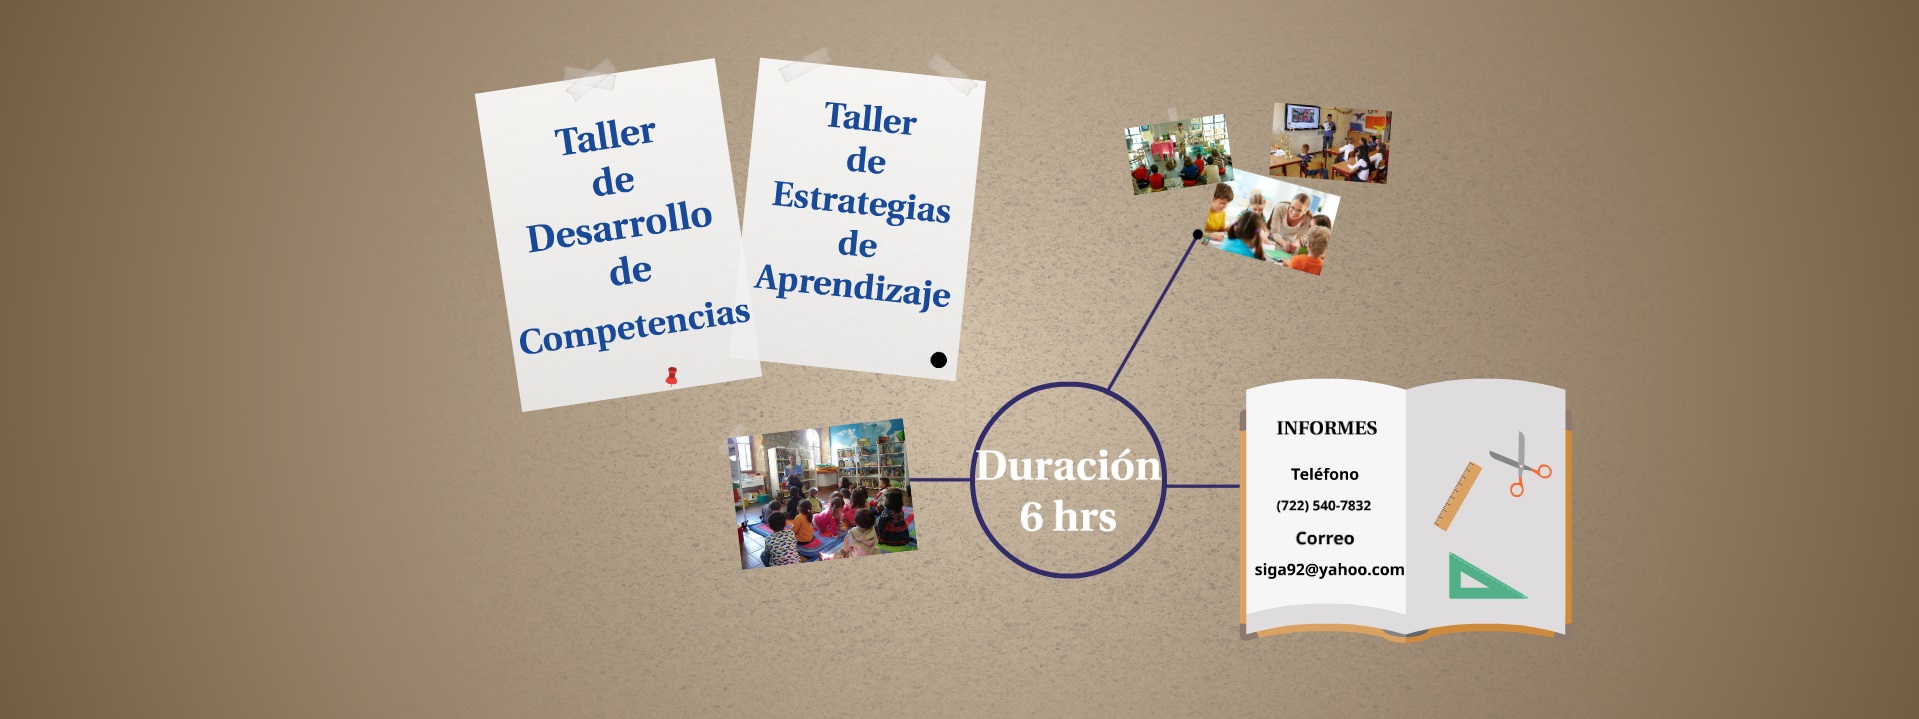 Taller
de
Desarrollo
de
Competencias
Taller
de
Estrategias
de
Aprendizaje
Duración
6 hrs
INFORMES
Teléfono
(722) 540-7832
Correo
siga92@yahoo.com